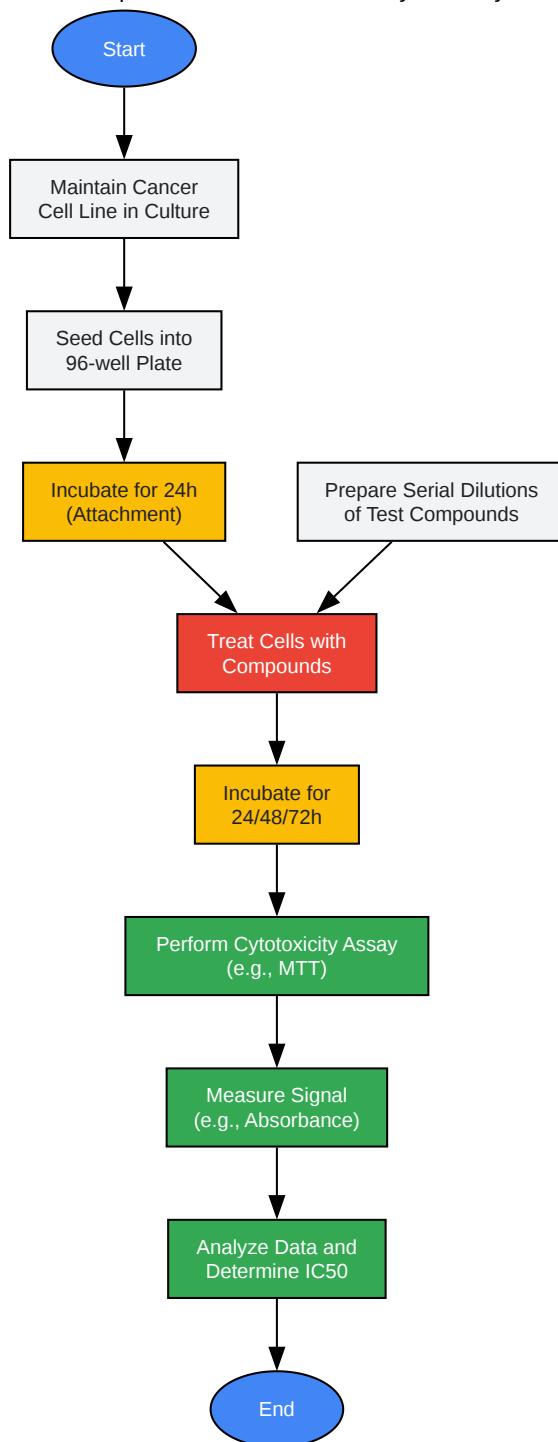 Start
Maintain Cancer
Cell Line in Culture
Seed Cells into
96-well Plate
Incubate for 24h
(Attachment)
Prepare Serial Dilutions
of Test Compounds
Treat Cells with
Compounds
Incubate for
24/48/72h
Perform Cytotoxicity Assay
(e.g., MTT)
Measure Signal
(e.g., Absorbance)
Analyze Data and
Determine IC50
End